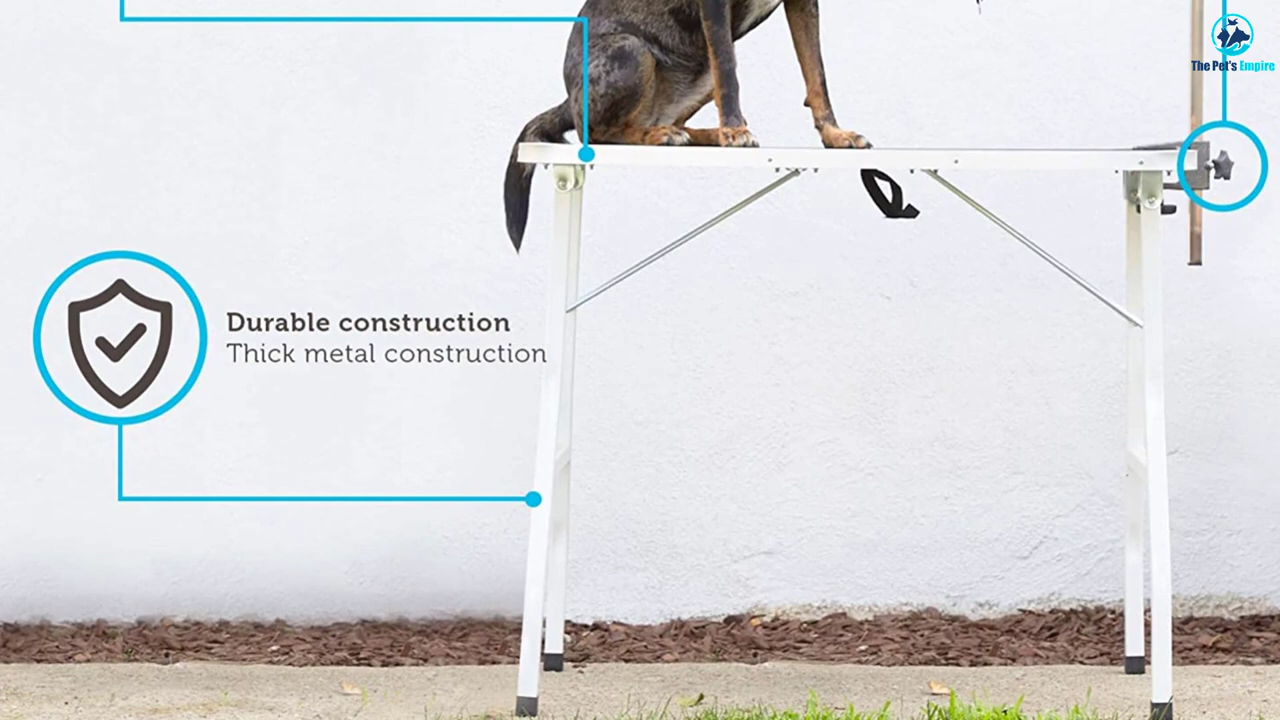 The Pet's Empire
Durable construction
Thick metal construction